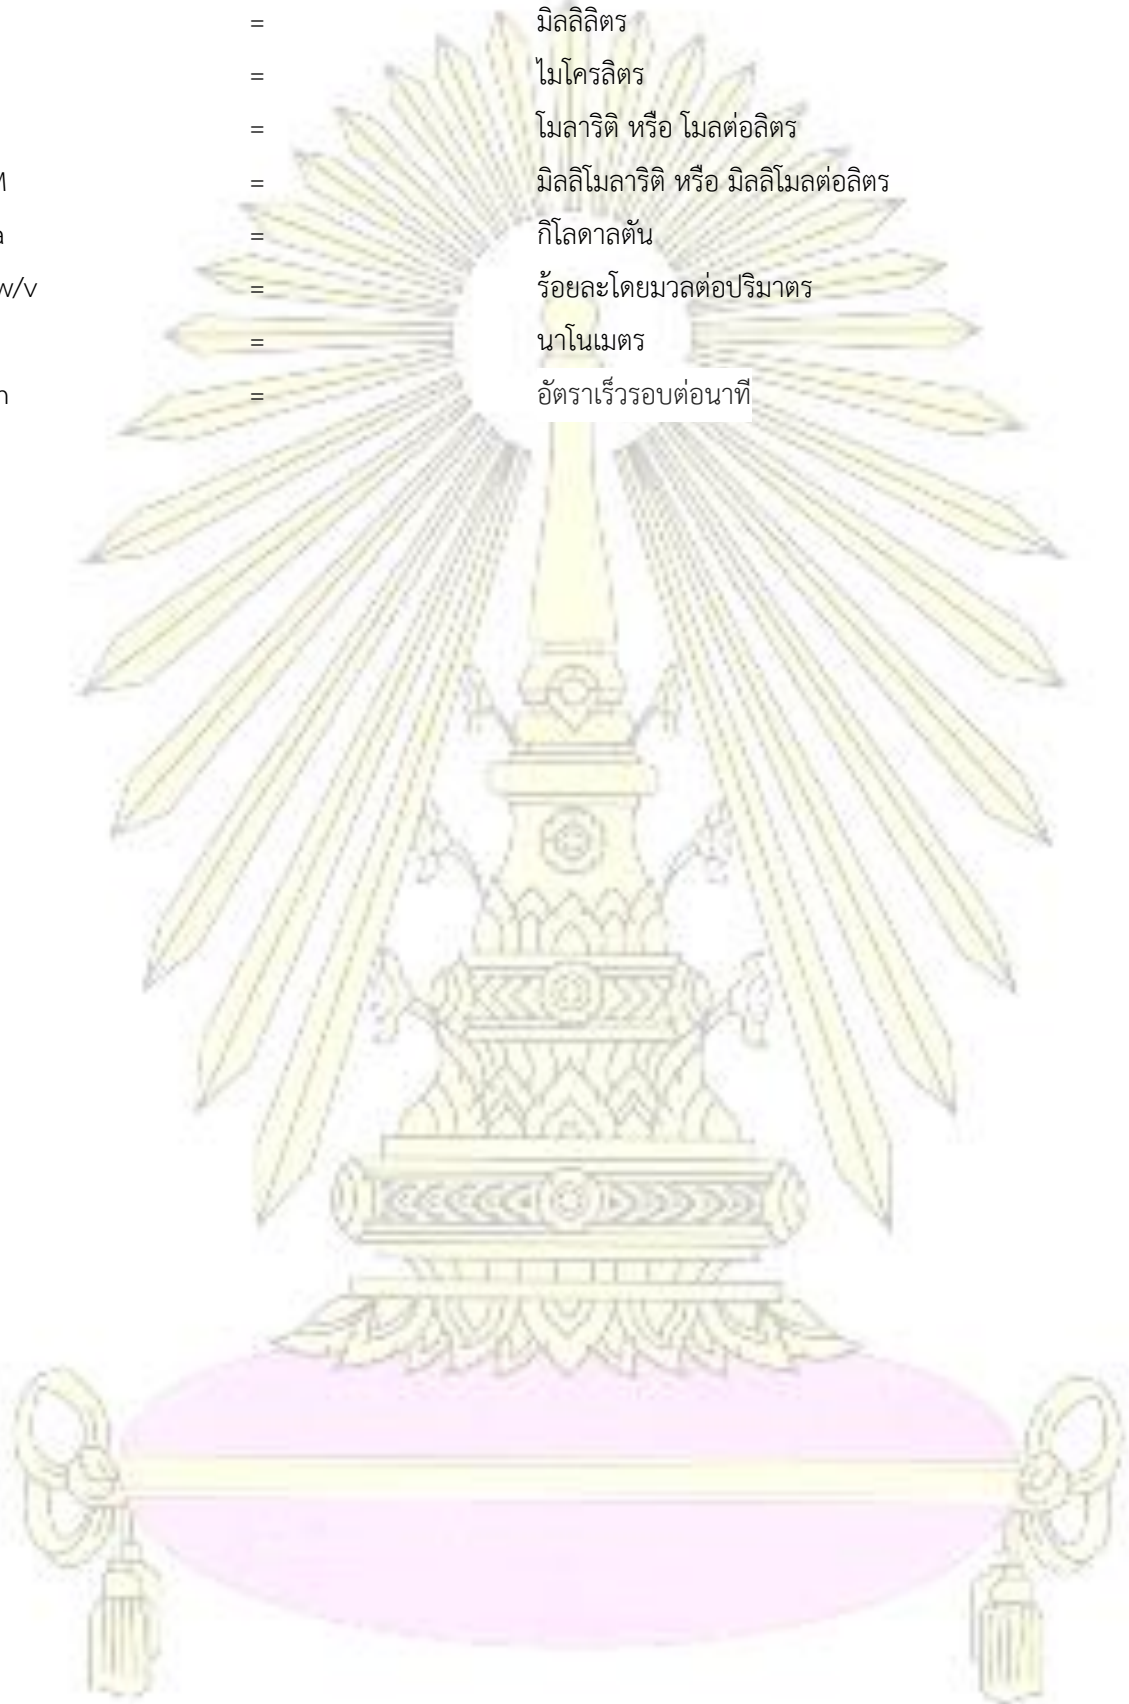 = มิลลิลิตร
= ไมโครลิตร
= โมลาริติ หรือ โมลต่อลิตร
M = มิลลิโมลาริติ หรือ มิลลิโมลต่อลิตร
a = กิโลดาลตัน
w/v = ร้อยละโดยมวลต่อปริมาตร
= นาโนเมตร
= อัตราเร็วรอบต่อนาที